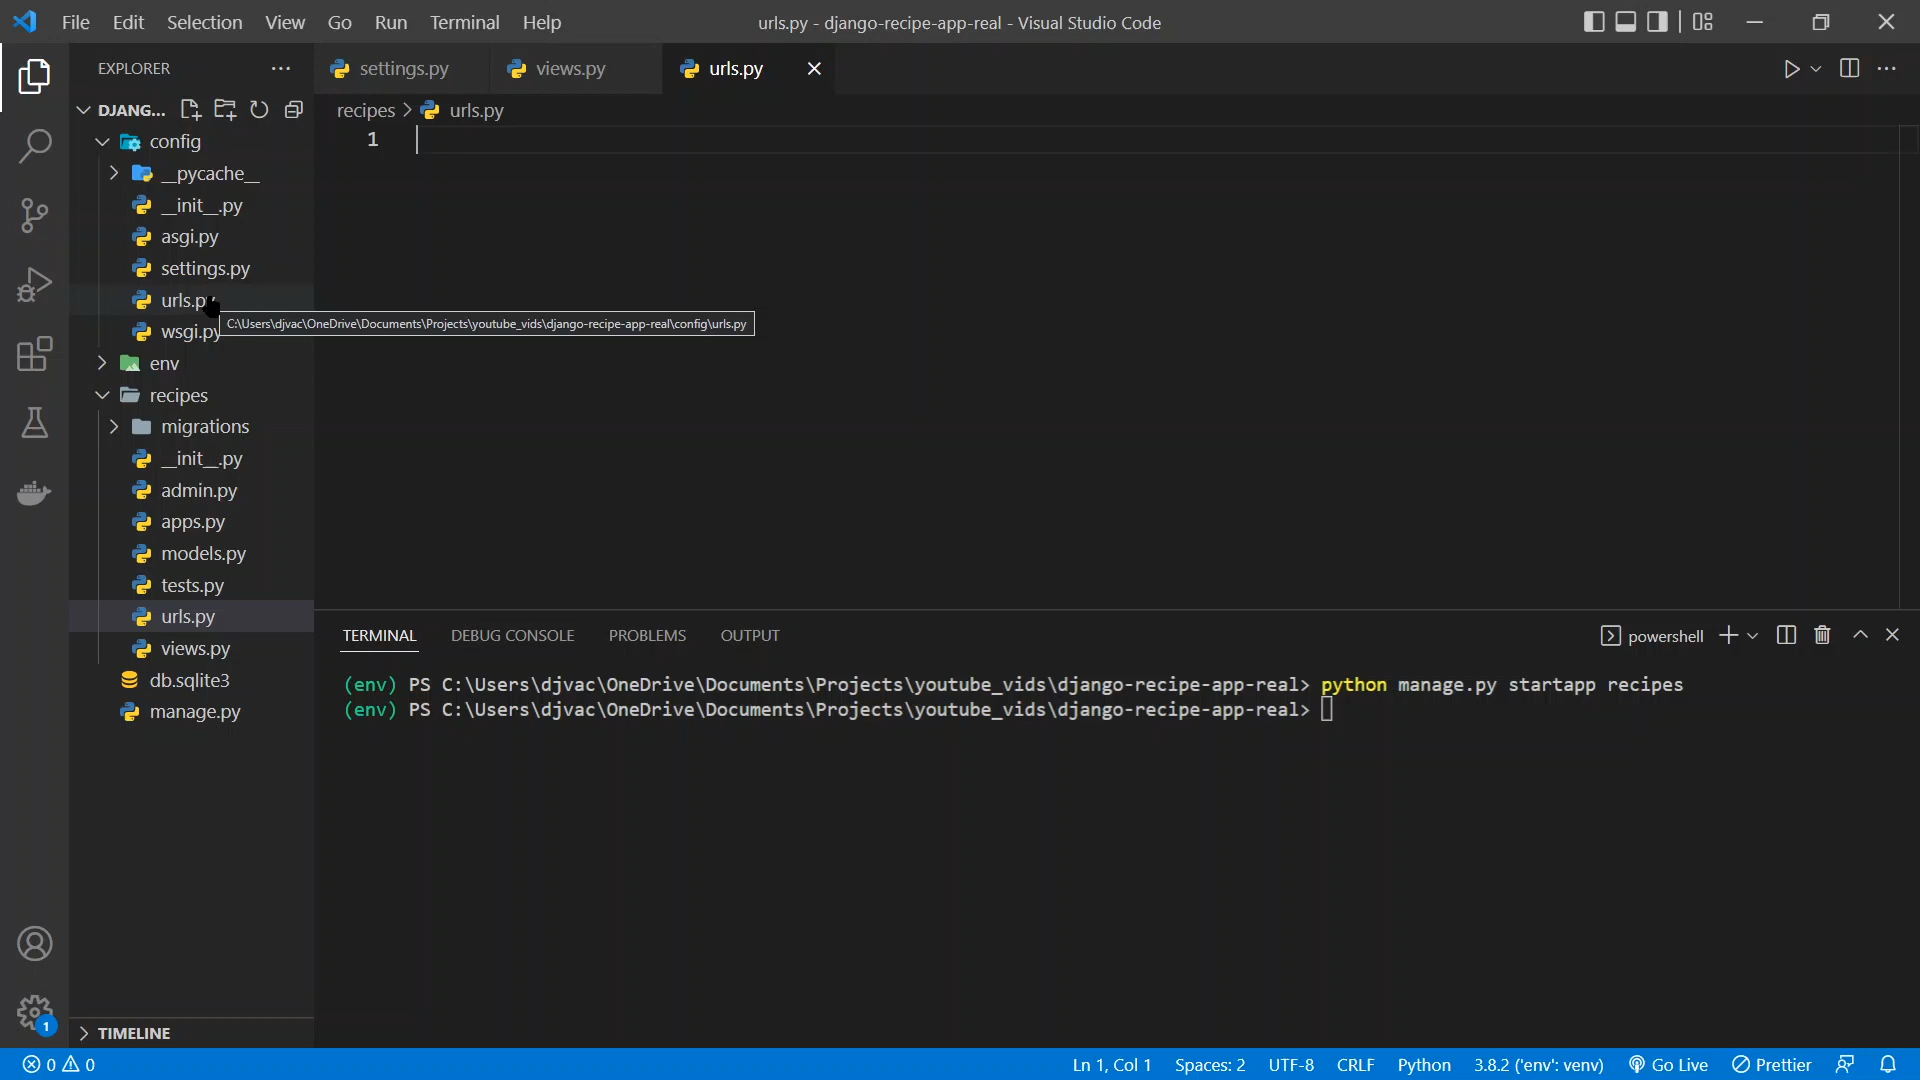 File Edit Selection View Go Run Terminal Help
urls.py - django-recipe-app-real - Visual Studio Code
EXPLORER
settings.py
views.py
urls.py
DJANG...
recipes > urls.py
1
config
__pycache__
__init__.py
asgi.py
settings.py
urls.py
C:\Users\djvac\OneDrive\Documents\Projects\youtube_vids\django-recipe-app-real\config\urls.py
wsgi.py
env
recipes
migrations
__init__.py
admin.py
apps.py
models.py
tests.py
urls.py
views.py
db.sqlite3
manage.py
TERMINAL DEBUG CONSOLE PROBLEMS OUTPUT
powershell
(env) PS C:\Users\djvac\OneDrive\Documents\Projects\youtube_vids\django-recipe-app-real> python manage.py startapp recipes
(env) PS C:\Users\djvac\OneDrive\Documents\Projects\youtube_vids\django-recipe-app-real>
1
TIMELINE
0 0
Ln 1, Col 1 Spaces: 2 UTF-8 CRLF Python 3.8.2 ('env': venv) Go Live Prettier